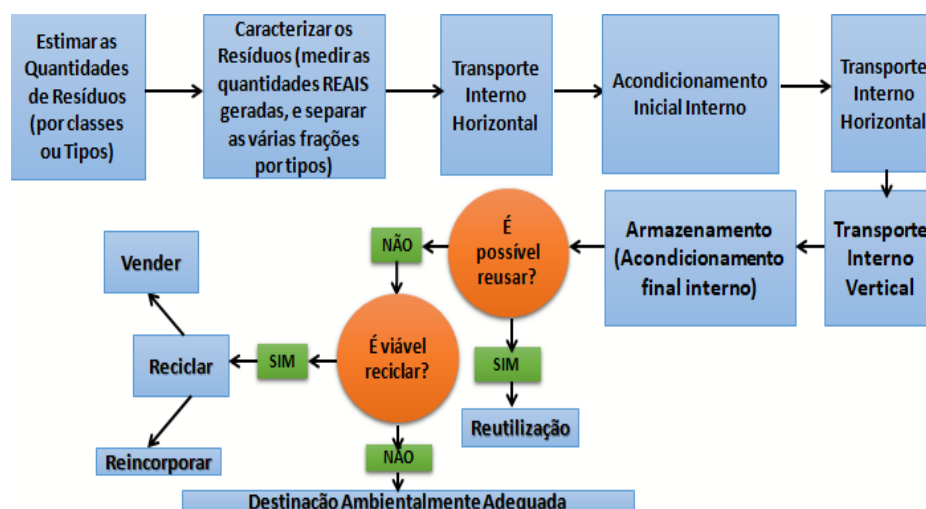 Estimar as
Quantidades
de Resíduos
(por classes
ou Tipos)
Caracterizar os
Resíduos (medir as
quantidades REAIS
geradas, e separar
as várias frações
por tipos)
Transporte
Interno
Horizontal
Acondicionamento
Inicial Interno
Transporte
Interno
Horizontal
Transporte
Interno
Vertical
Armazenamento
(Acondicionamento
final interno)
É
possível
reusar?
NÃO
SIM
Reutilização
É viável
reciclar?
SIM
Reciclar
Vender
Reincorporar
NÃO
Destinação Ambientalmente Adequada